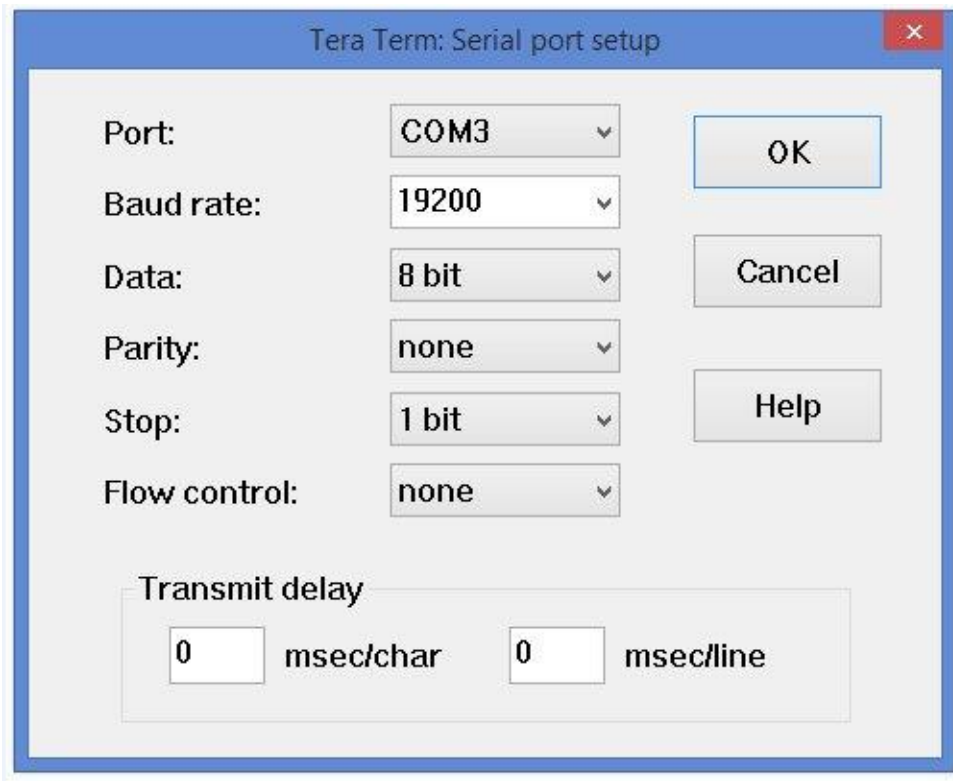 Tera Term: Serial port setup
Port: COM3
OK
Baud rate: 19200
Data: 8 bit
Cancel
Parity: none
Stop: 1 bit
Help
Flow control: none
Transmit delay
0 msec/char 0 msec/line